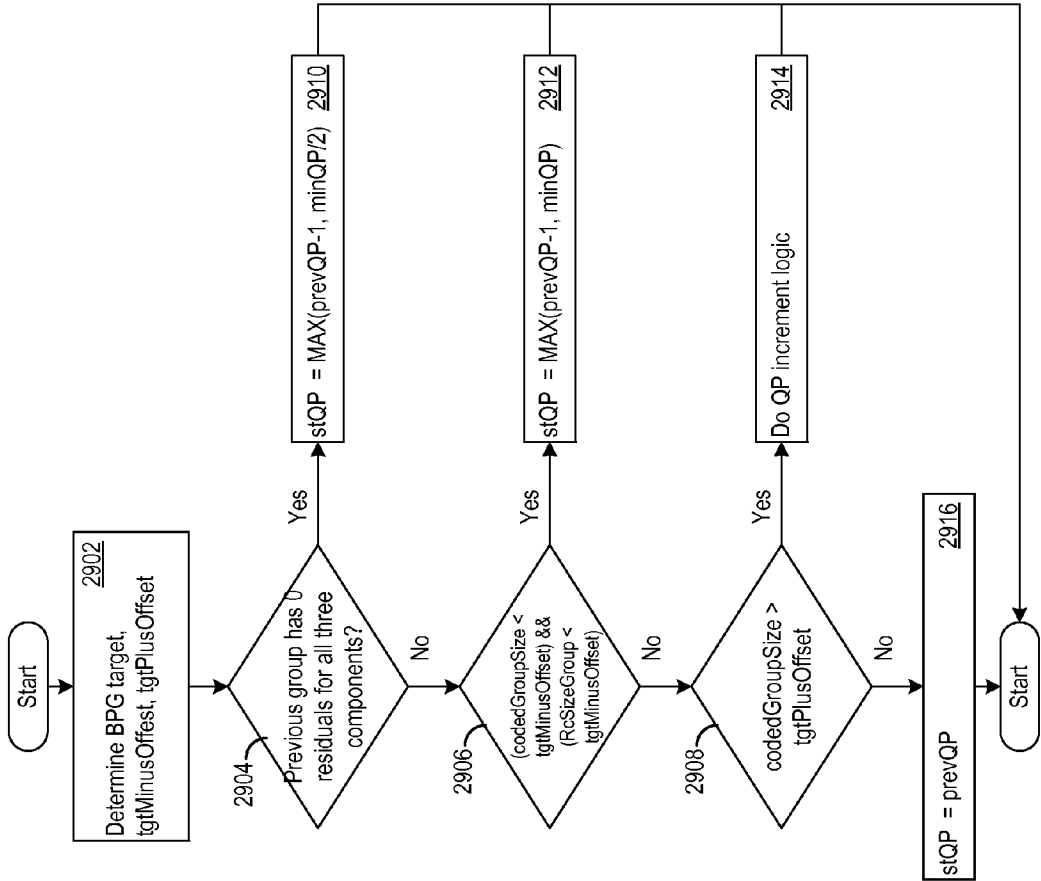 Start
2902
Determine BPG target,
tgtMinusOffest, tgtPlusOffset
2904
Previous group has 0
residuals for all three
components?
Yes
stQP = MAX(prevQP-1, minQP/2)
2910
No
2906
(codedGroupSize <
tgtMinusOffset) &&
(RcSizeGroup <
tgtMinusOffset)
Yes
stQP = MAX(prevQP-1, minQP)
2912
No
2908
codedGroupSize >
tgtPlusOffset
Yes
Do QP increment logic
2914
No
stQP = prevQP
2916
Start